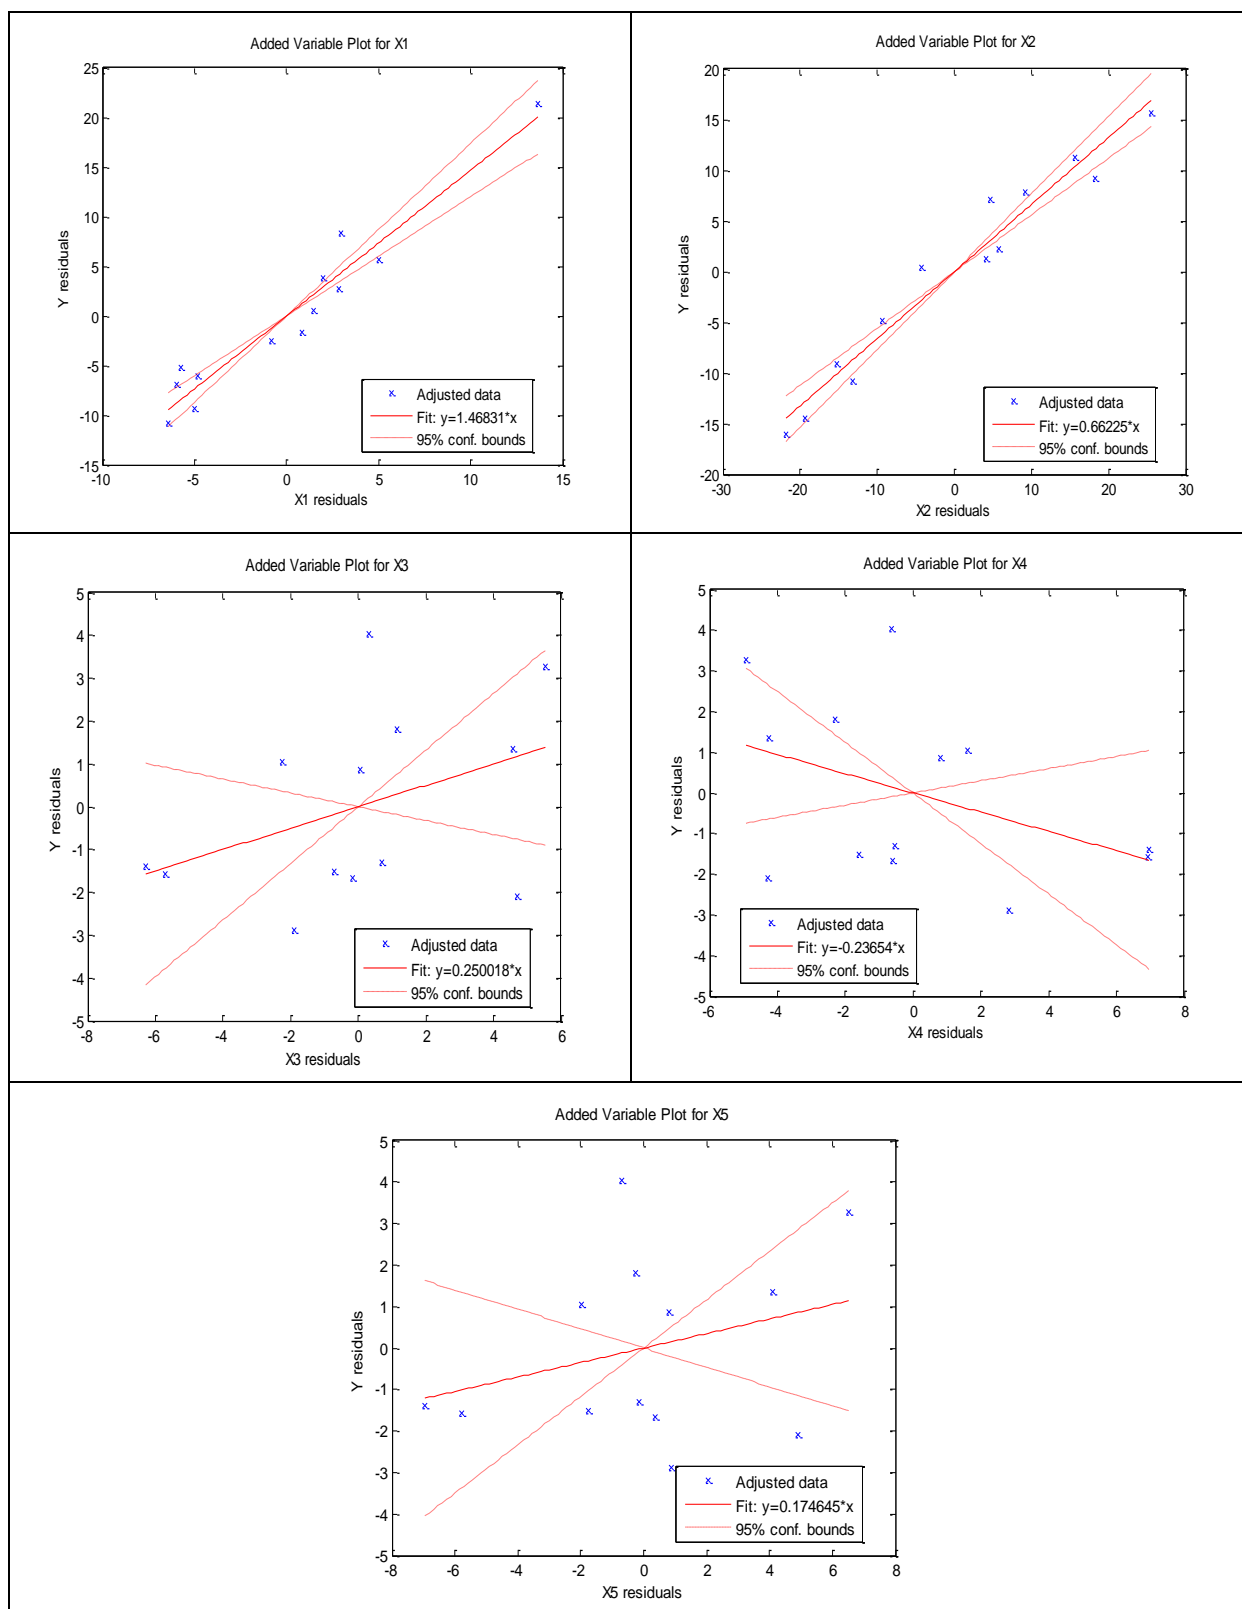 Added Variable Plot for X1
25
20
15
10
5
0
-5
-10
-15
Y residuals
-10 -5 0 5 10 15
X1 residuals
Adjusted data
Fit: y=1.46831*x
95% conf. bounds
Added Variable Plot for X2
20
15
10
5
0
-5
-10
-15
-20
Y residuals
-30 -20 -10 0 10 20 30
X2 residuals
Adjusted data
Fit: y=0.66225*x
95% conf. bounds
Added Variable Plot for X3
5
4
3
2
1
0
-1
-2
-3
-4
-5
Y residuals
-8 -6 -4 -2 0 2 4 6
X3 residuals
Adjusted data
Fit: y=0.250018*x
95% conf. bounds
Added Variable Plot for X4
5
4
3
2
1
0
-1
-2
-3
-4
-5
Y residuals
-6 -4 -2 0 2 4 6 8
X4 residuals
Adjusted data
Fit: y=-0.23654*x
95% conf. bounds
Added Variable Plot for X5
5
4
3
2
1
0
-1
-2
-3
-4
-5
Y residuals
-8 -6 -4 -2 0 2 4 6 8
X5 residuals
Adjusted data
Fit: y=0.174645*x
95% conf. bounds